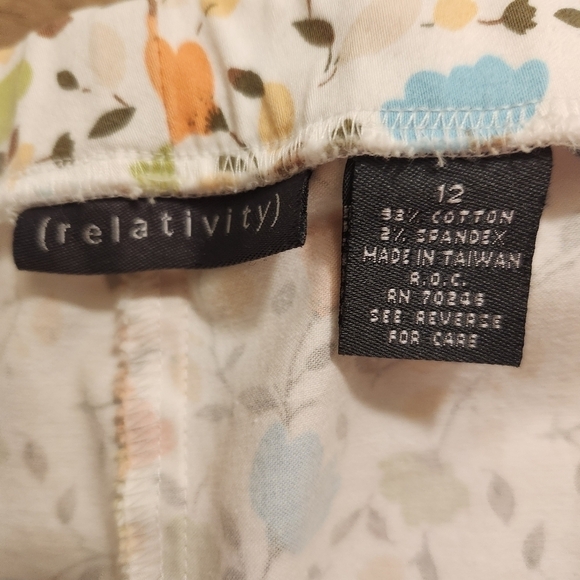 (relativity)
12
98% COTTON
2% SPANDEX
MADE IN TAIWAN
R.O.C.
RN 70246
SEE REVERSE
FOR CARE